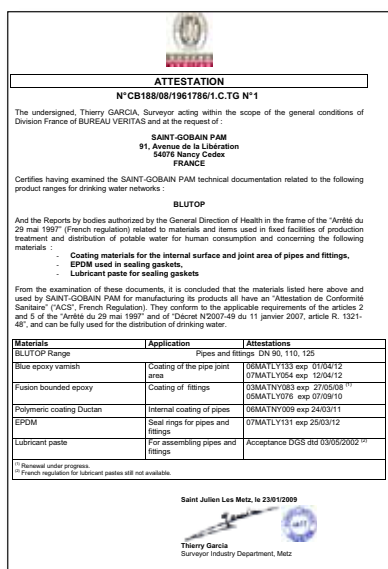 ATTESTATION
N°CB188/08/1961786/1.C.TG N°1
The undersigned, Thierry GARCIA, Surveyor acting within the scope of the general conditions of
Division France of BUREAU VERITAS and at the request of :
SAINT-GOBAIN PAM
91, Avenue de la Libération
54076 Nancy Cedex
FRANCE
Certifies having examined the SAINT-GOBAIN PAM technical documentation related to the following
product ranges for drinking water networks :
BLUTOP
And the Reports by bodies authorized by the General Direction of Health in the frame of the "Arrêté du
29 mai 1997" (French regulation) related to materials and items used in fixed facilities of production
treatment and distribution of potable water for human consumption and concerning the following
materials :
- Coating materials for the internal surface and joint area of pipes and fittings,
- EPDM used in sealing gaskets,
- Lubricant paste for sealing gaskets
From the examination of these documents, it is concluded that the materials listed here above and
used by SAINT-GOBAIN PAM for manufacturing its products all have an "Attestation de Conformité
Sanitaire" ("ACS", French Regulation). They conform to the applicable requirements of the articles 2
and 5 of the "Arrêté du 29 mai 1997" and of "Decret N°2007-49 du 11 janvier 2007, article R. 1321-
48", and can be fully used for the distribution of drinking water.
Materials Application Attestations
BLUTOP Range Pipes and fittings DN 90, 110, 125
Blue epoxy varnish Coating of the pipe joint area 06MATLY133 exp 01/04/12
07MATLY054 exp 12/04/12
Fusion bounded epoxy Coating of fittings 03MATNY083 exp 27/05/08 (1)
05MATLY076 exp 07/09/10
Polymeric coating Ductan Internal coating of pipes 06MATNY009 exp 24/03/11
EPDM Seal rings for pipes and fittings 07MATLY131 exp 25/03/12
Lubricant paste For assembling pipes and fittings Acceptance DGS dtd 03/05/2002 (2)
(1) Renewal under progress.
(2) French regulation for lubricant pastes still not available.
Saint Julien Les Metz, le 23/01/2009
Thierry Garcia
Surveyor Industry Department, Metz